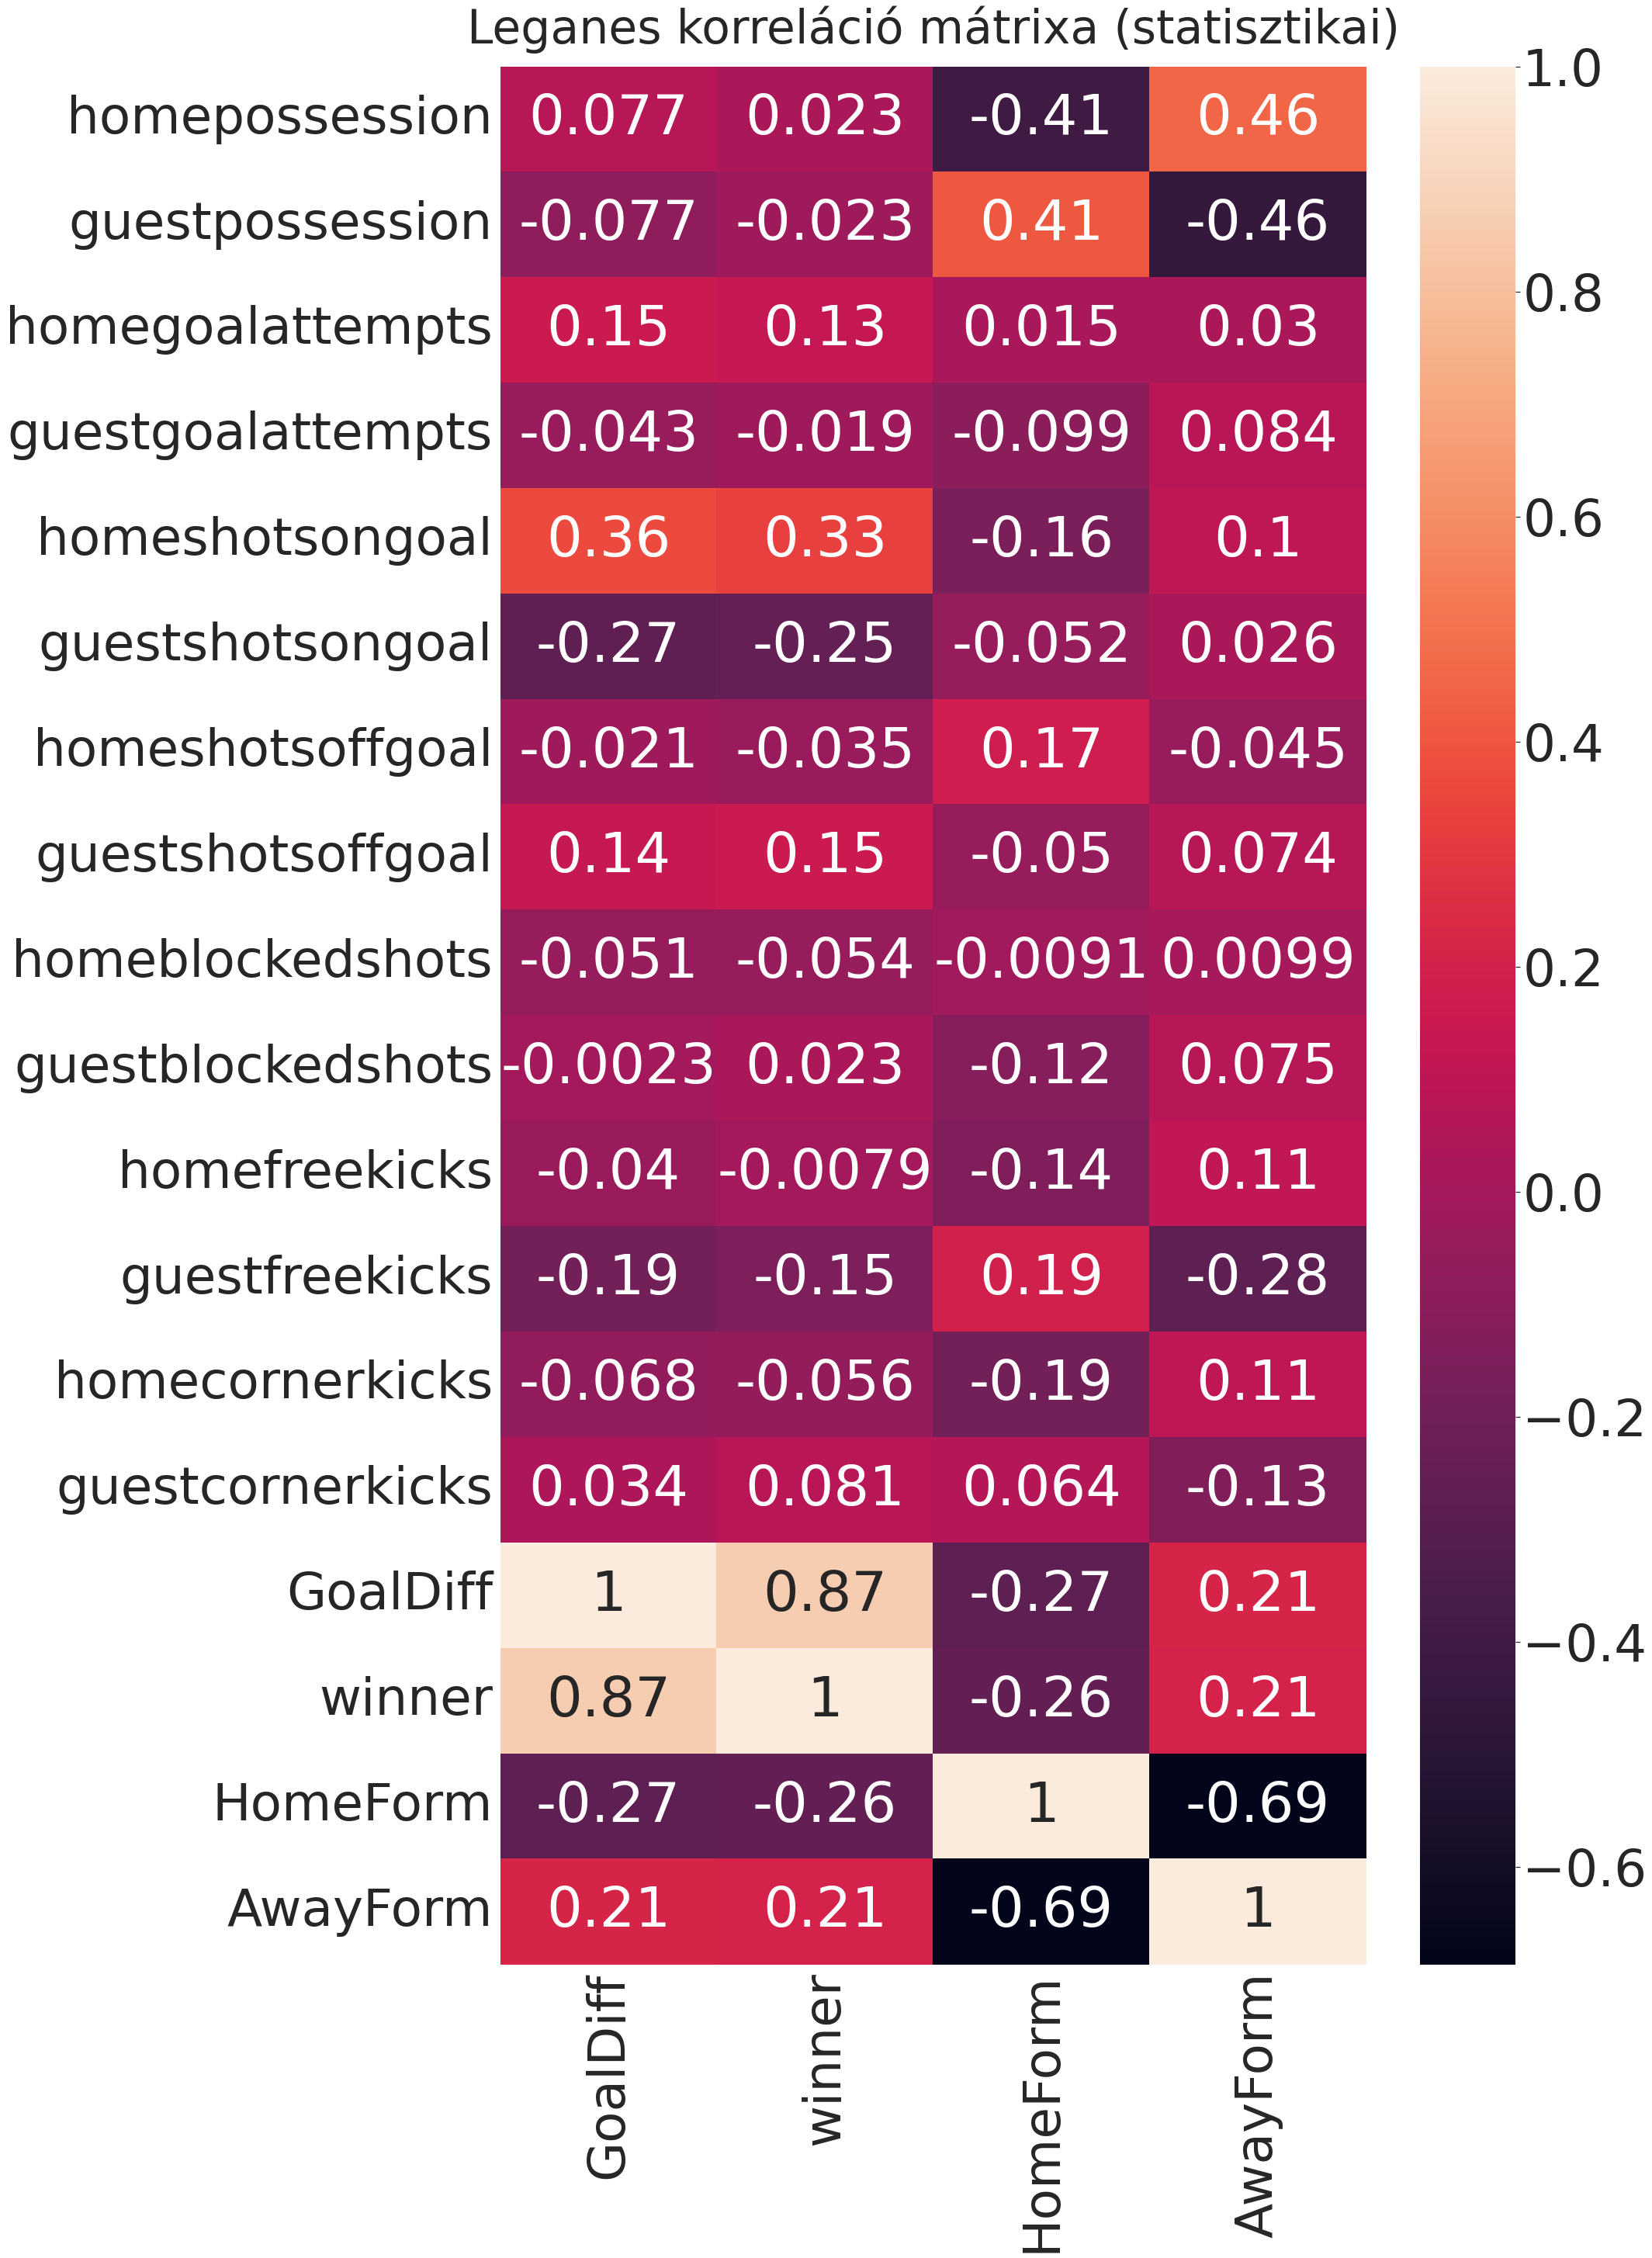 Leganes korreláció mátrixa (statisztikai)
homepossession 0.077 0.023 -0.41 0.46
guestpossession -0.077 -0.023 0.41 -0.46
homegoalattempts 0.15 0.13 0.015 0.03
guestgoalattempts -0.043 -0.019 -0.099 0.084
homeshotsongoal 0.36 0.33 -0.16 0.1
guestshotsongoal -0.27 -0.25 -0.052 0.026
homeshotsoffgoal -0.021 -0.035 0.17 -0.045
guestshotsoffgoal 0.14 0.15 -0.05 0.074
homeblockedshots -0.051 -0.054 -0.0091 0.0099
guestblockedshots -0.0023 0.023 -0.12 0.075
homefreekicks -0.04 -0.0079 -0.14 0.11
guestfreekicks -0.19 -0.15 0.19 -0.28
homecornerkicks -0.068 -0.056 -0.19 0.11
guestcornerkicks 0.034 0.081 0.064 -0.13
GoalDiff 1 0.87 -0.27 0.21
winner 0.87 1 -0.26 0.21
HomeForm -0.27 -0.26 1 -0.69
AwayForm 0.21 0.21 -0.69 1
GoalDiff
winner
HomeForm
AwayForm
1.0
0.8
0.6
0.4
0.2
0.0
−0.2
−0.4
−0.6